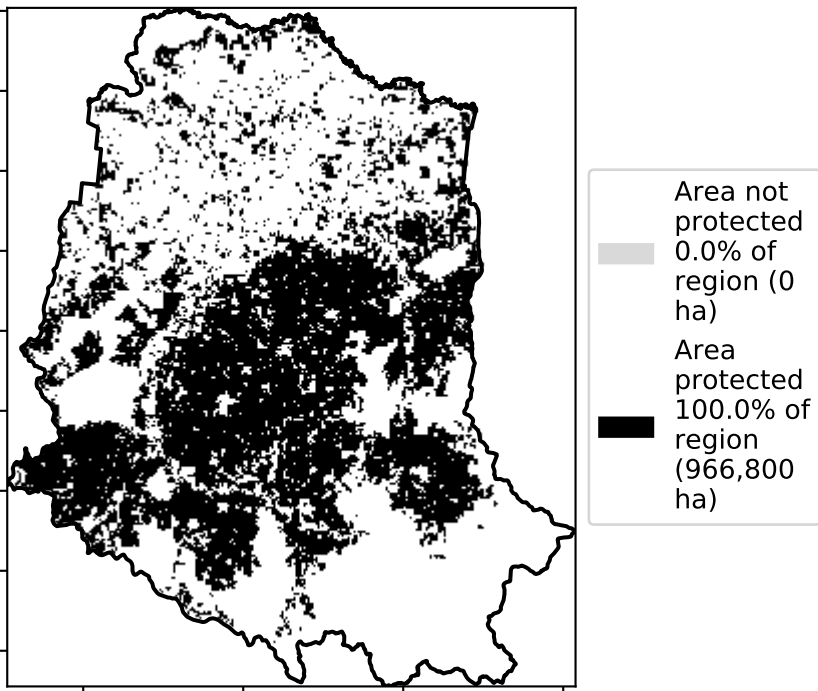 Area not
protected
0.0% of
region (0
ha)
Area
protected
100.0% of
region
(966,800
ha)